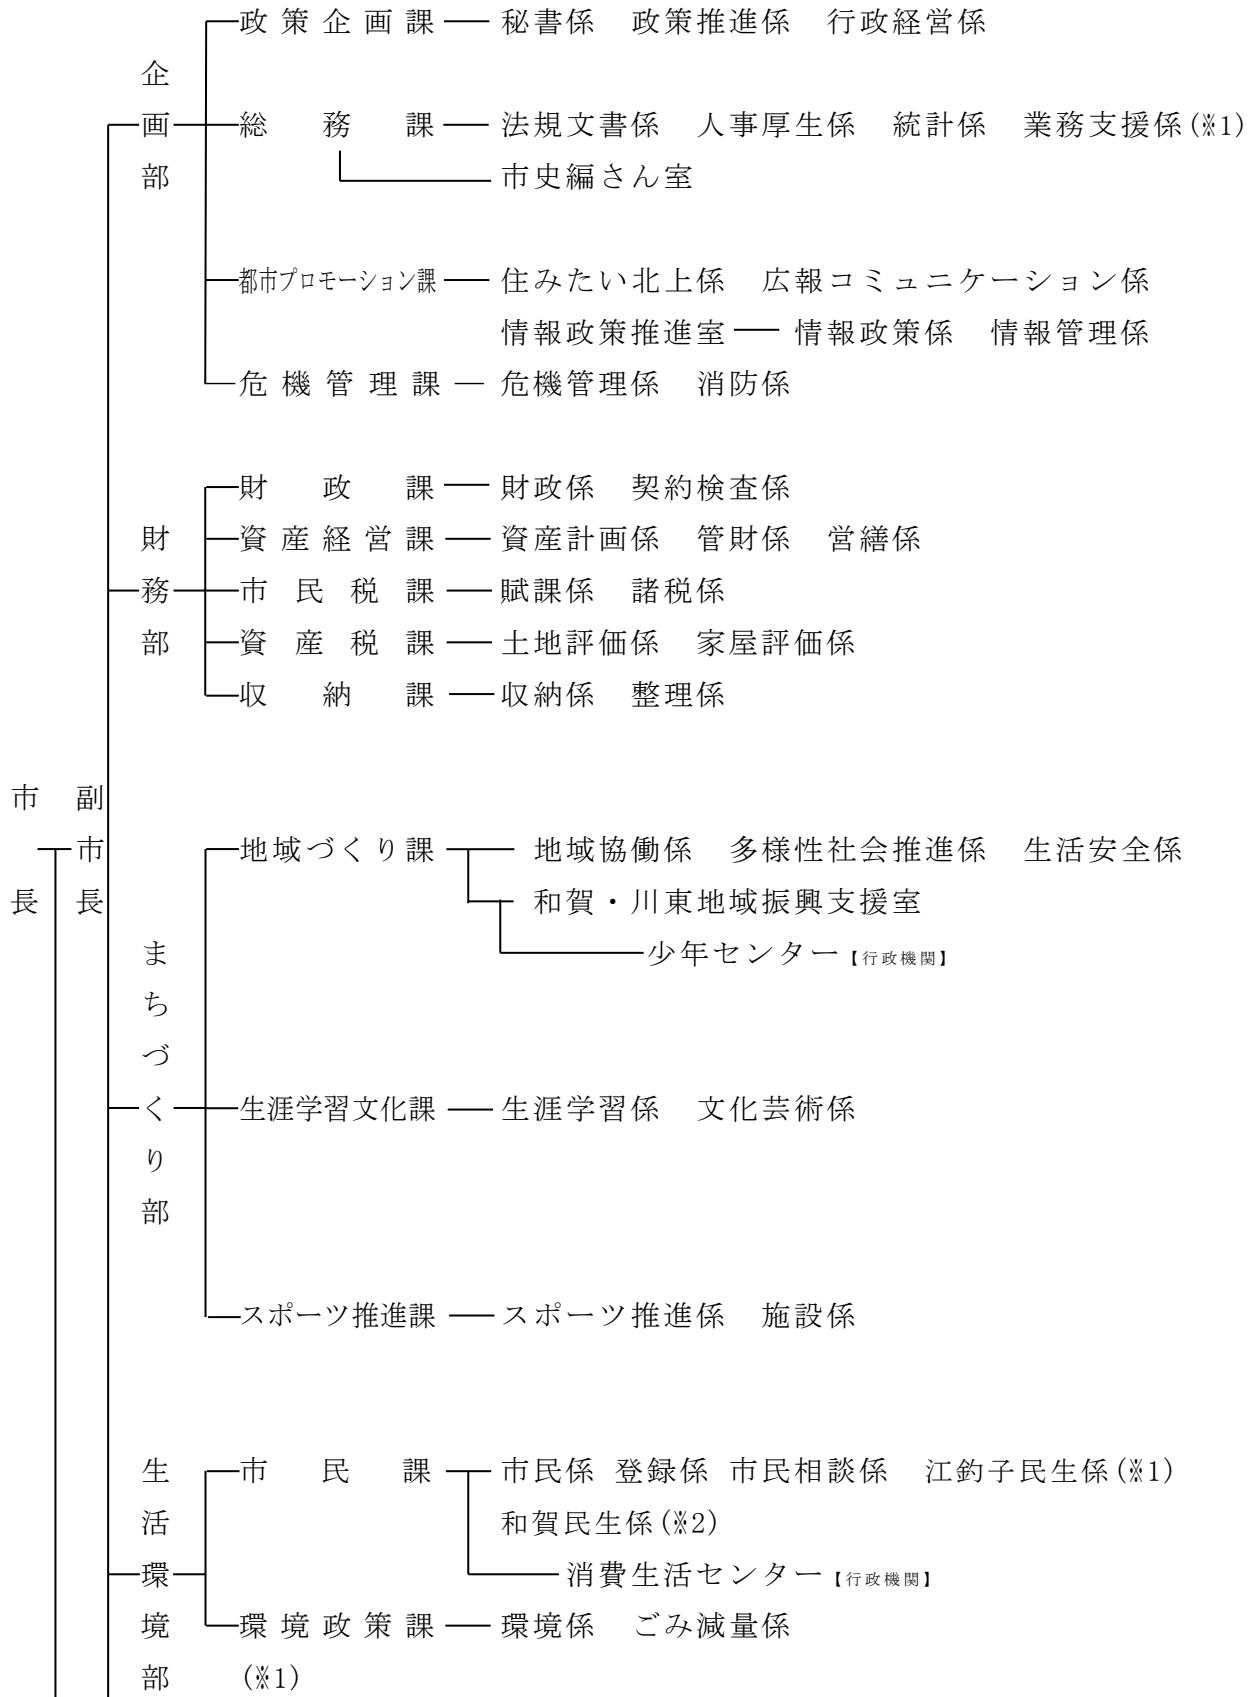 市長
副市長
企画部
政策企画課 秘書係 政策推進係 行政経営係
総務課 法規文書係 人事厚生係 統計係 業務支援係(※1)
市史編さん室
都市プロモーション課 住みたい北上係 広報コミュニケーション係
情報政策推進室 情報政策係 情報管理係
危機管理課 危機管理係 消防係
財務部
財政課 財政係 契約検査係
資産経営課 資産計画係 管財係 営繕係
市民税課 賦課係 諸税係
資産税課 土地評価係 家屋評価係
収納課 収納係 整理係
まちづくり部
地域づくり課 地域協働係 多様性社会推進係 生活安全係
和賀・川東地域振興支援室
少年センター【行政機関】
生涯学習文化課 生涯学習係 文化芸術係
スポーツ推進課 スポーツ推進係 施設係
生活環境部
市民課 市民係 登録係 市民相談係 江釣子民生係(※1)
和賀民生係(※2)
消費生活センター【行政機関】
環境政策課 環境係 ごみ減量係
(※1)